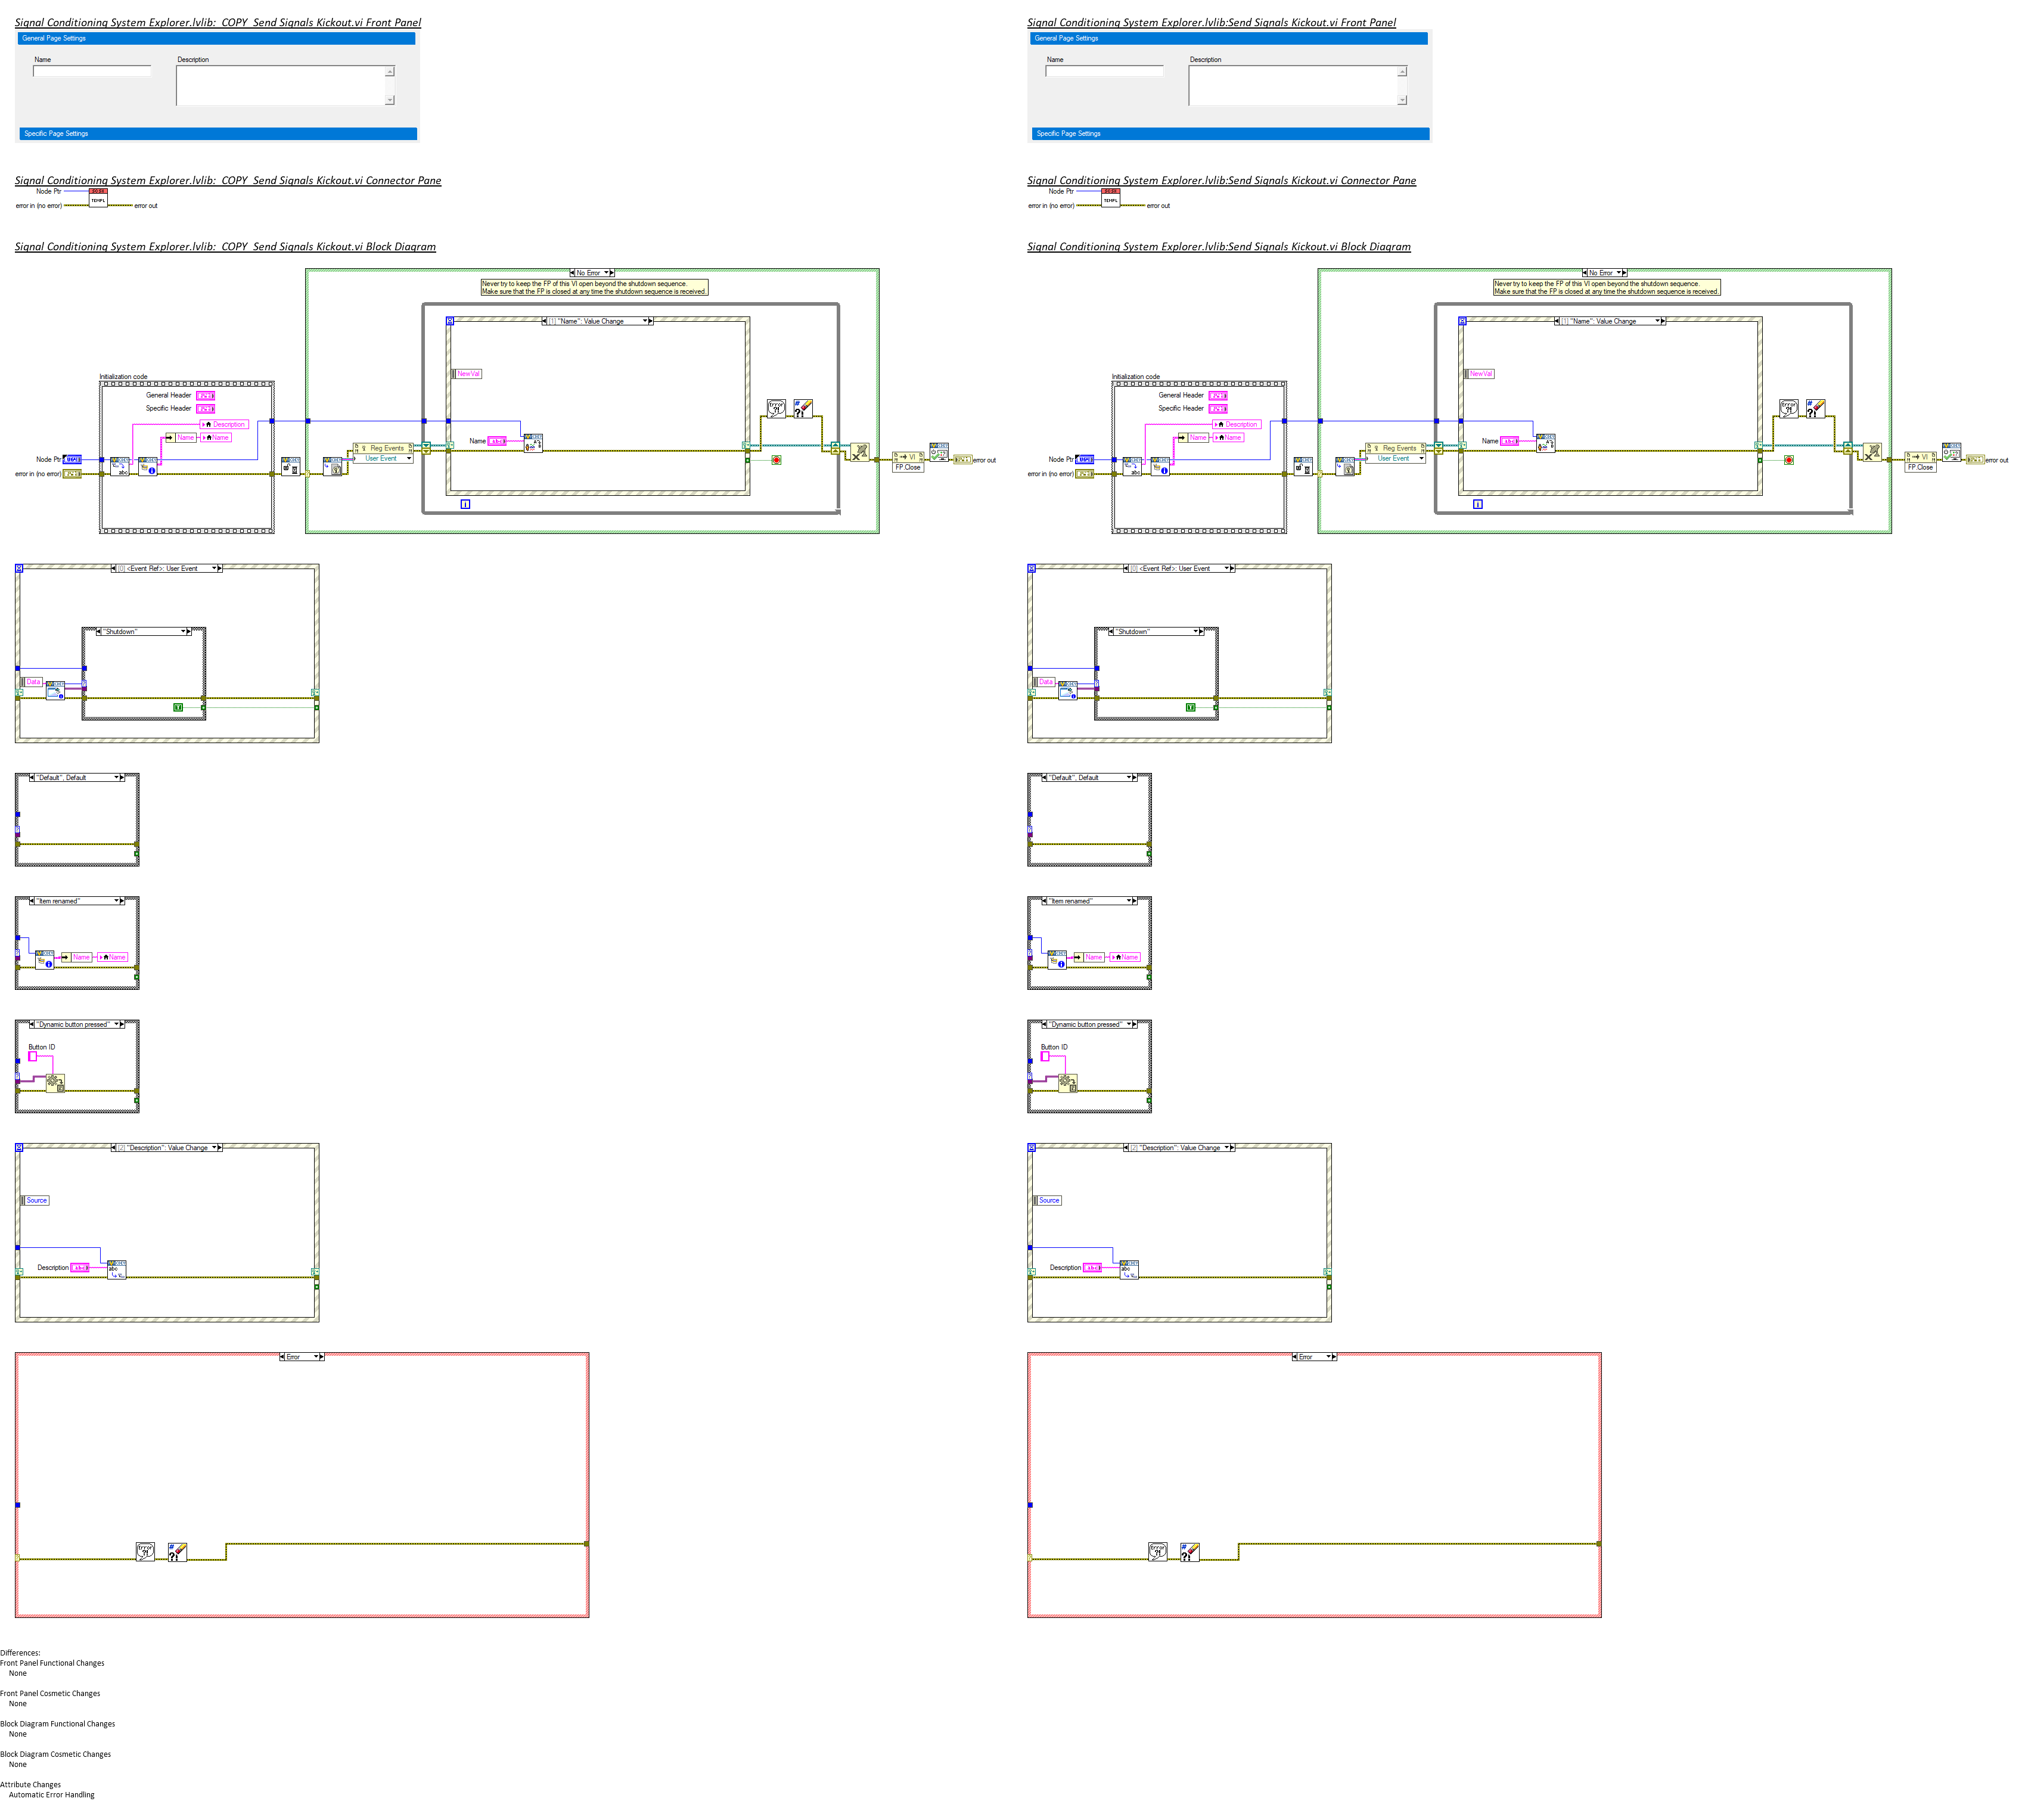 Signal Conditioning System Explorer.lvlib:_COPY_Send Signals Kickout.vi Front Panel
General Page Settings
Name
Description
Specific Page Settings
Signal Conditioning System Explorer.lvlib:_COPY_Send Signals Kickout.vi Connector Pane
Node Ptr
error in (no error)
TEMPL
error out
Signal Conditioning System Explorer.lvlib:_COPY_Send Signals Kickout.vi Block Diagram
No Error
Never try to keep the FP of this VI open beyond the shutdown sequence.
Make sure that the FP is closed at any time the shutdown sequence is received.
[1] "Name": Value Change
NewVal
Initialization code
General Header
Specific Header
Description
Name
Name
Node Ptr
error in (no error)
Reg Events
User Event
Name
VI
FP.Close
error out
[0] <Event Ref>: User Event
"Shutdown"
Data
"Default", Default
"Item renamed"
Name
Name
"Dynamic button pressed"
Button ID
[2] "Description": Value Change
Source
Description
Error
Signal Conditioning System Explorer.lvlib:Send Signals Kickout.vi Front Panel
General Page Settings
Name
Description
Specific Page Settings
Signal Conditioning System Explorer.lvlib:Send Signals Kickout.vi Connector Pane
Node Ptr
error in (no error)
TEMPL
error out
Signal Conditioning System Explorer.lvlib:Send Signals Kickout.vi Block Diagram
No Error
Never try to keep the FP of this VI open beyond the shutdown sequence.
Make sure that the FP is closed at any time the shutdown sequence is received.
[1] "Name": Value Change
NewVal
Initialization code
General Header
Specific Header
Description
Name
Name
Node Ptr
error in (no error)
Reg Events
User Event
Name
VI
FP.Close
error out
[0] <Event Ref>: User Event
"Shutdown"
Data
"Default", Default
"Item renamed"
Name
Name
"Dynamic button pressed"
Button ID
[2] "Description": Value Change
Source
Description
Error
Differences:
Front Panel Functional Changes
None
Front Panel Cosmetic Changes
None
Block Diagram Functional Changes
None
Block Diagram Cosmetic Changes
None
Attribute Changes
Automatic Error Handling